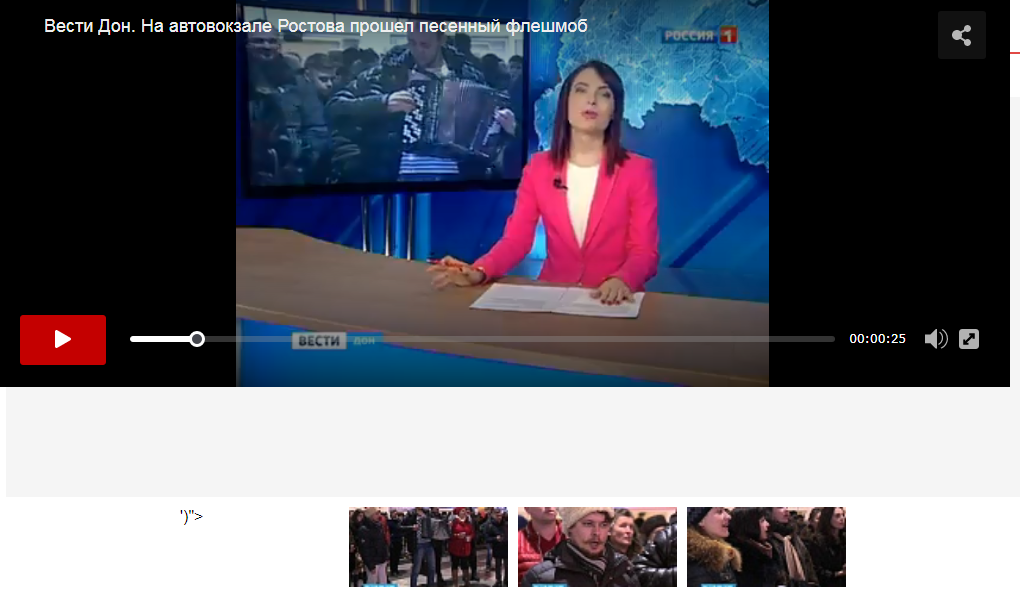 Вести Дон. На автовокзале Ростова прошел песенный флешмоб
РОССИЯ 1
ВЕСТИ ДОН
00:00:25
')">